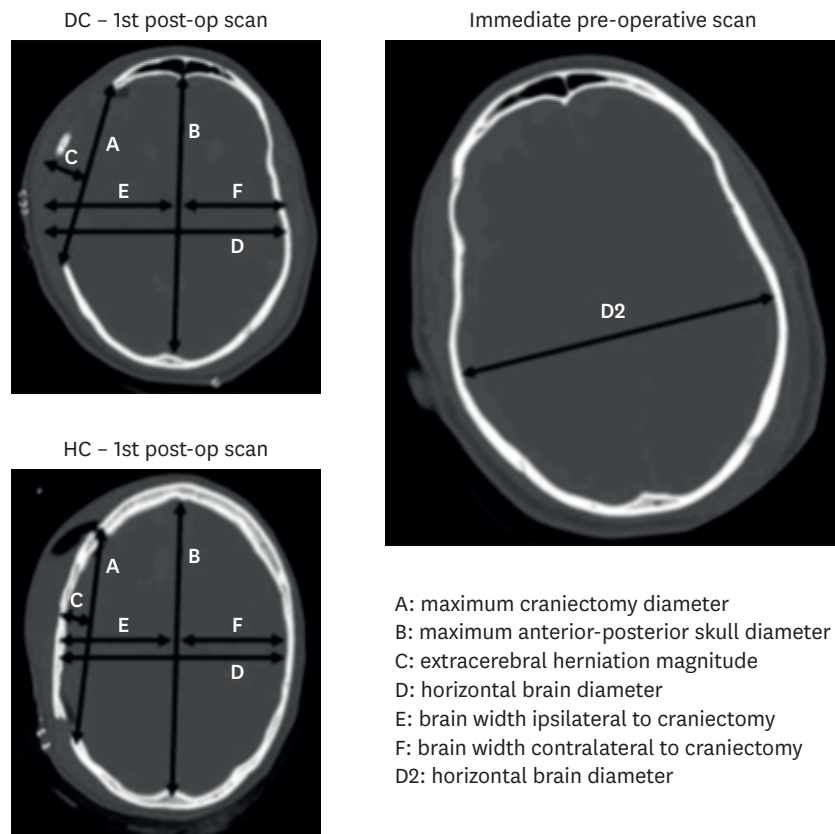 DC – 1st post-op scan
Immediate pre-operative scan
A
B
C
E
F
D
D2
HC – 1st post-op scan
A
B
C
E
F
D
A: maximum craniectomy diameter
B: maximum anterior-posterior skull diameter
C: extracerebral herniation magnitude
D: horizontal brain diameter
E: brain width ipsilateral to craniectomy
F: brain width contralateral to craniectomy
D2: horizontal brain diameter